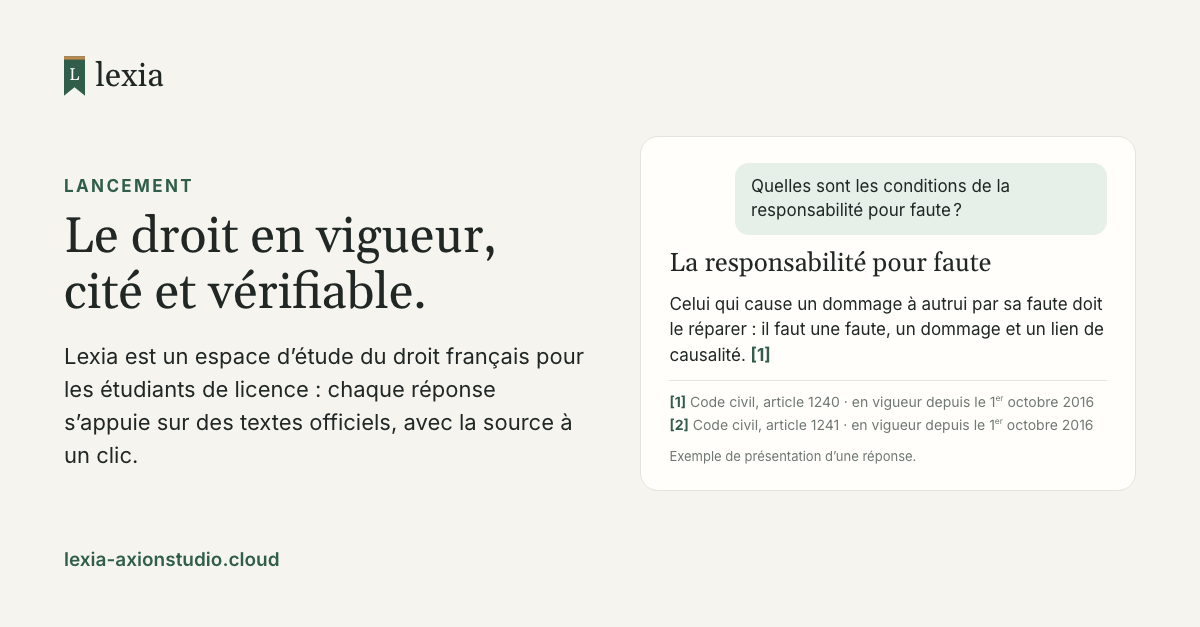 L lexia
LANCEMENT
Le droit en vigueur,
cité et vérifiable.
Lexia est un espace d’étude du droit français pour
les étudiants de licence : chaque réponse
s’appuie sur des textes officiels, avec la source à
un clic.
lexia-axionstudio.cloud
Quelles sont les conditions de la
responsabilité pour faute ?
La responsabilité pour faute
Celui qui cause un dommage à autrui par sa faute doit
le réparer : il faut une faute, un dommage et un lien de
causalité. [1]
[1] Code civil, article 1240 · en vigueur depuis le 1er octobre 2016
[2] Code civil, article 1241 · en vigueur depuis le 1er octobre 2016
Exemple de présentation d’une réponse.